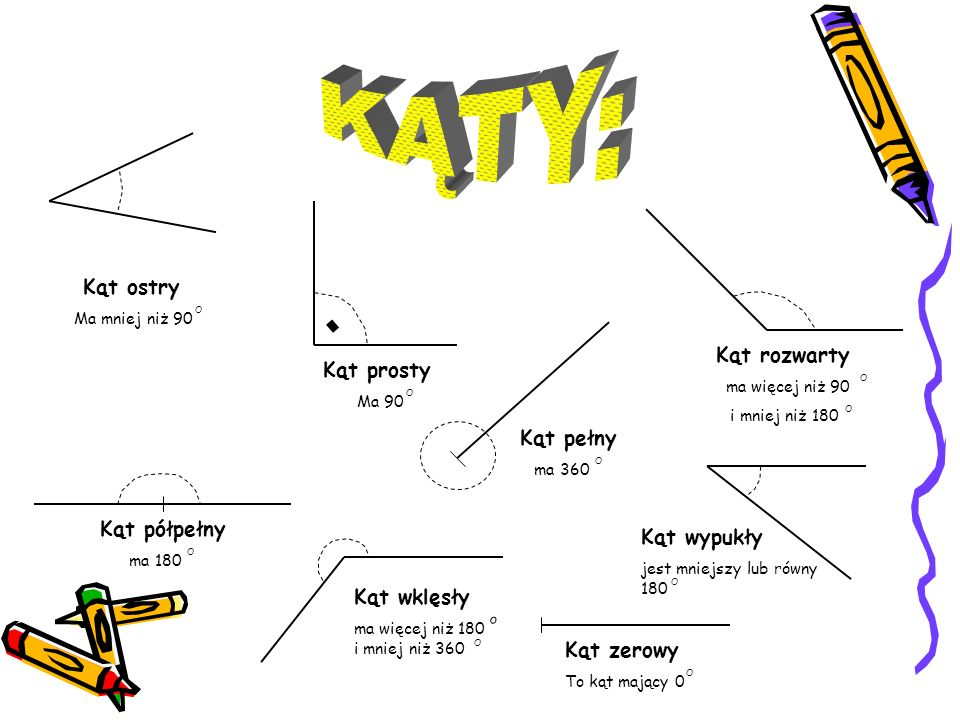 KĄTY:
Kąt ostry
Ma mniej niż 90°
Kąt prosty
Ma 90°
Kąt rozwarty
ma więcej niż 90°
i mniej niż 180°
Kąt pełny
ma 360°
Kąt półpełny
ma 180°
Kąt wypukły
jest mniejszy lub równy
180°
Kąt wklęsły
ma więcej niż 180°
i mniej niż 360°
Kąt zerowy
To kąt mający 0°